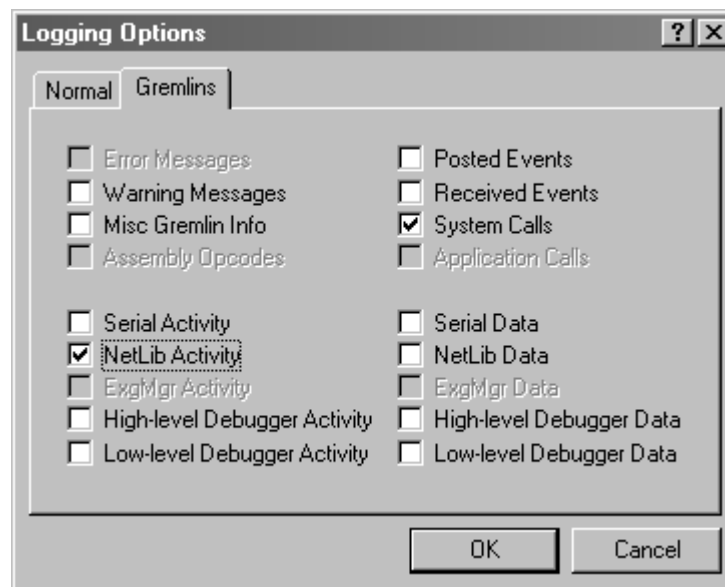 Logging Options
Normal
Gremlins
Error Messages
Warning Messages
Misc Gremlin Info
Assembly Opcodes
Posted Events
Received Events
System Calls
Application Calls
Serial Activity
NetLib Activity
ExgMgr Activity
High-level Debugger Activity
Low-level Debugger Activity
Serial Data
NetLib Data
ExgMgr Data
High-level Debugger Data
Low-level Debugger Data
OK
Cancel